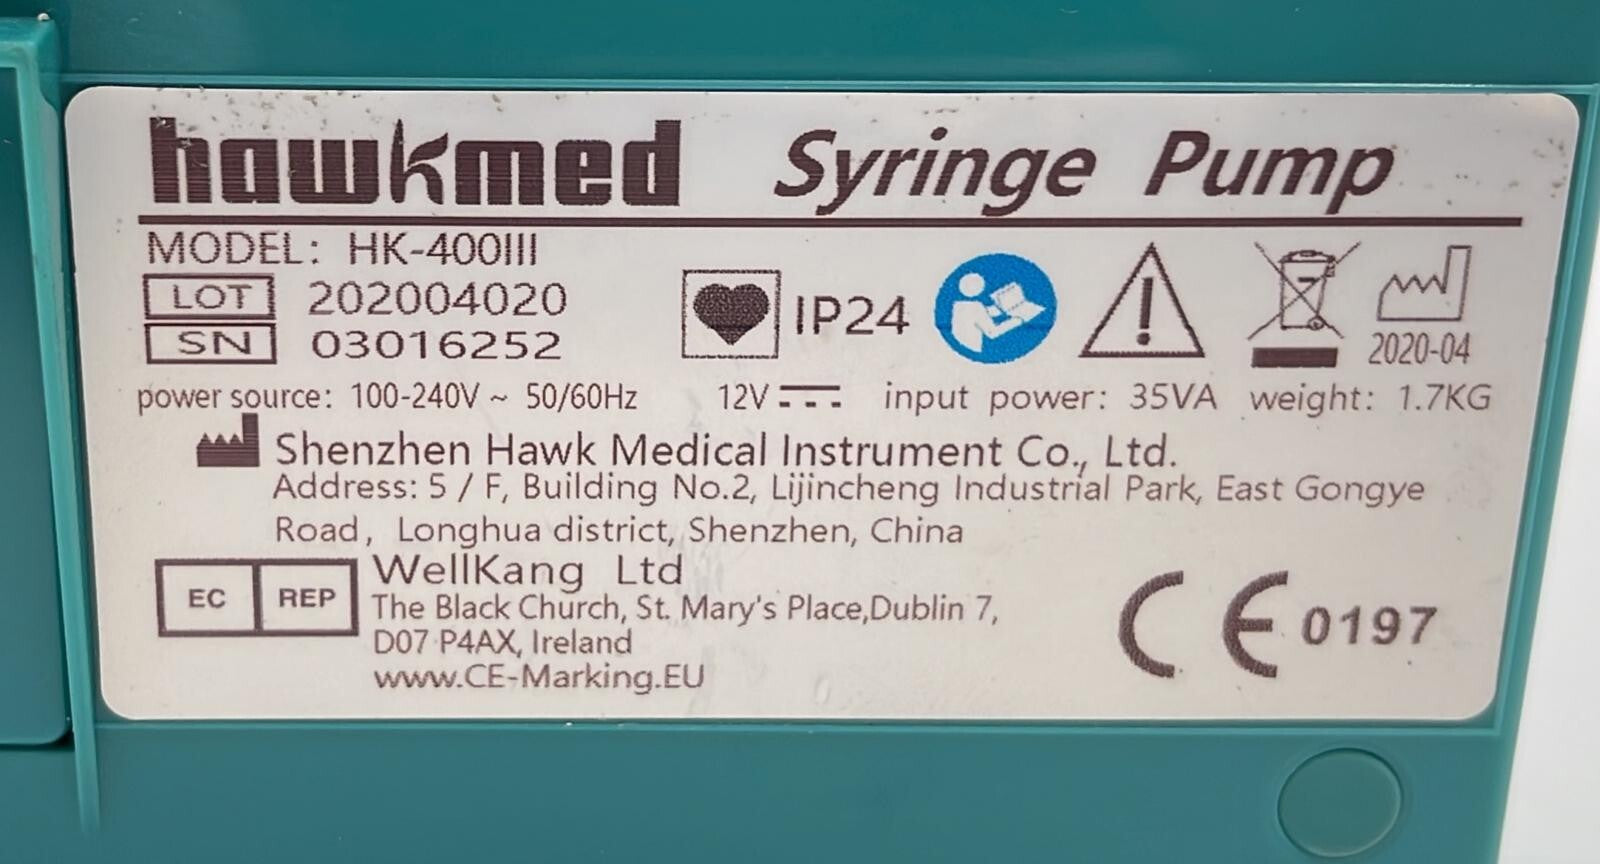 hawkmed Syringe Pump
MODEL: HK-400III
LOT 202004020
SN 03016252
IP24
2020-04
power source: 100-240V ~ 50/60Hz 12V input power: 35VA weight: 1.7KG
Shenzhen Hawk Medical Instrument Co., Ltd.
Address: 5 / F, Building No.2, Lijincheng Industrial Park, East Gongye
Road, Longhua district, Shenzhen, China
EC REP
WellKang Ltd
The Black Church, St. Mary's Place,Dublin 7,
D07 P4AX, Ireland
www.CE-Marking.EU
CE 0197